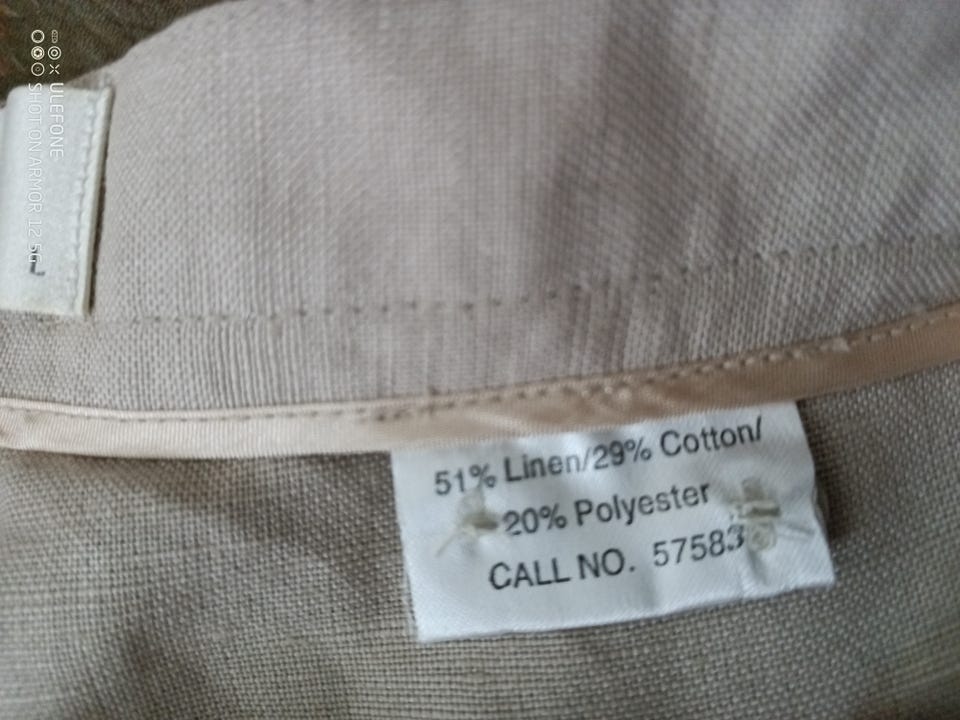 51% Linen/29% Cotton/
20% Polyester
CALL NO. 57583
L
ULEFONE
SHOT ON ARMOR 12 5G